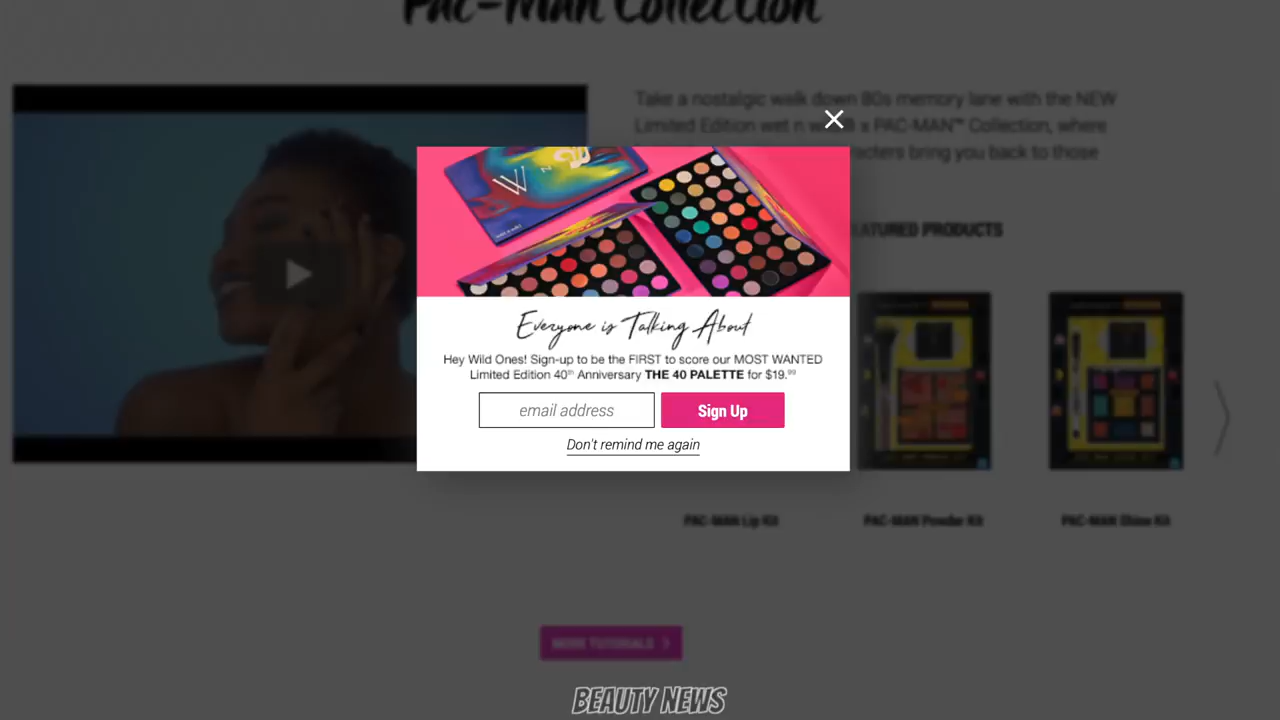 Pac-Man Collection
Take a nostalgic walk down 80s memory lane with the NEW
Limited Edition wet n wild x PAC-MAN™ Collection, where
bring you back to those
PRODUCTS
W N
Everyone is Talking About
Hey Wild Ones! Sign-up to be the FIRST to score our MOST WANTED
Limited Edition 40th Anniversary THE 40 PALETTE for $19.99
email address Sign Up
Don't remind me again
PAC-MAN Lip Kit PAC-MAN Powder Kit PAC-MAN Shine Kit
MORE TUTORIALS
BEAUTY NEWS